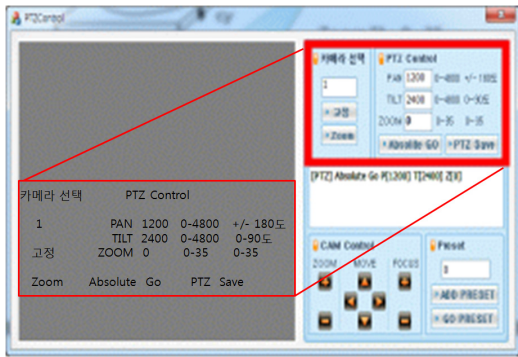 PTZControl
카메라 선택 PTZ Control
1 PAN 1200 0-4800 +/- 180도
TILT 2400 0-4800 0-90도
고정 ZOOM 0 0-35 0-35
Zoom Absolute Go PTZ Save
카메라 선택
1
고정
Zoom
PTZ Control
PAN 1200 0-4800 +/- 180도
TILT 2400 0-4800 0-90도
ZOOM 0 0-35 0-35
Absolite GO PTZ Save
[PTZ] Absolute Go P[1200] T[2400] Z[0]
CAM Control
ZOOM MOVE FOCUS
Preset
ADD PRESET
GO PRESET